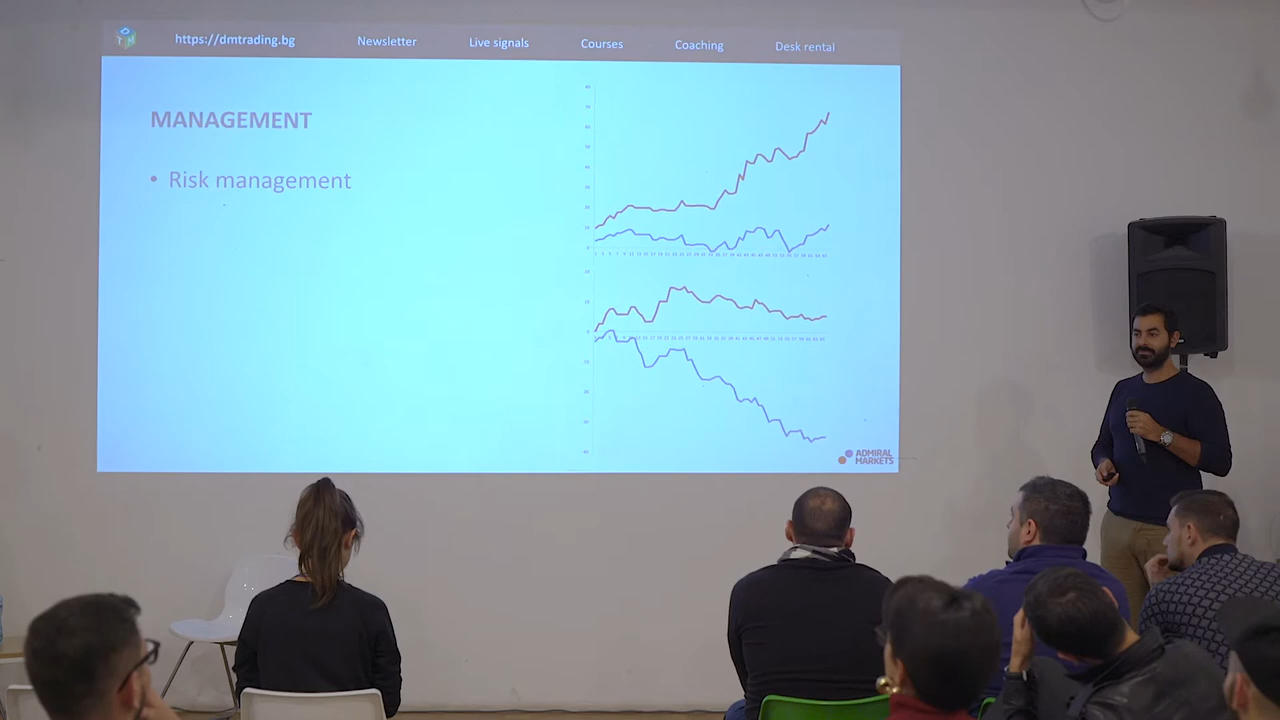 https://dmtrading.bg
Newsletter
Live signals
Courses
Coaching
Desk rental
MANAGEMENT
• Risk management
ADMIRAL
MARKETS